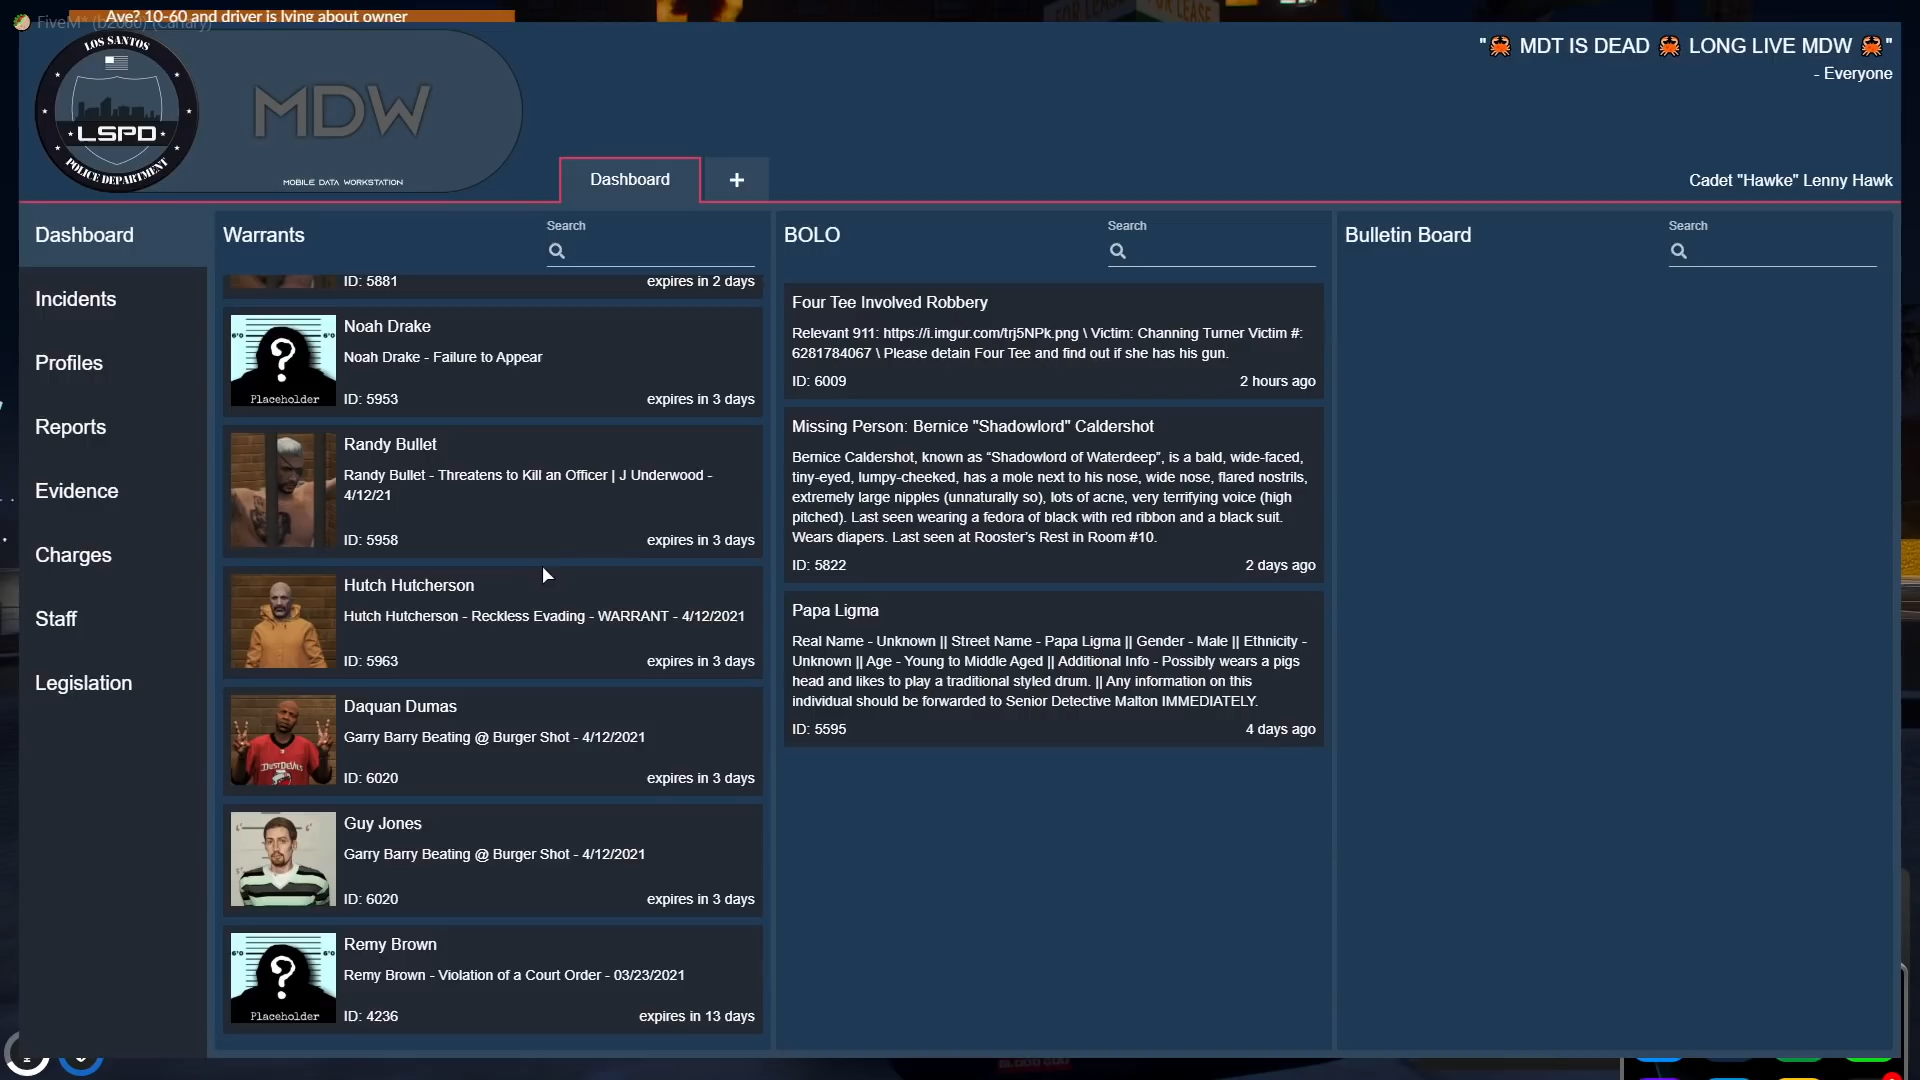 Ave? 10-60 and driver is lying about owner
FiveM® (b2060) (Canary)
LOS SANTOS
LSPD
POLICE DEPARTMENT
MDW
MOBILE DATA WORKSTATION
"🦀 MDT IS DEAD 🦀 LONG LIVE MDW 🦀"
- Everyone
Dashboard
+
Cadet "Hawke" Lenny Hawk
Dashboard
Incidents
Profiles
Reports
Evidence
Charges
Staff
Legislation
Warrants
Search
ID: 5881 expires in 2 days
Placeholder
Noah Drake
Noah Drake - Failure to Appear
ID: 5953 expires in 3 days
Randy Bullet
Randy Bullet - Threatens to Kill an Officer | J Underwood -
4/12/21
ID: 5958 expires in 3 days
Hutch Hutcherson
Hutch Hutcherson - Reckless Evading - WARRANT - 4/12/2021
ID: 5963 expires in 3 days
DUST DEVILS
Daquan Dumas
Garry Barry Beating @ Burger Shot - 4/12/2021
ID: 6020 expires in 3 days
Guy Jones
Garry Barry Beating @ Burger Shot - 4/12/2021
ID: 6020 expires in 3 days
Placeholder
Remy Brown
Remy Brown - Violation of a Court Order - 03/23/2021
ID: 4236 expires in 13 days
BOLO
Search
Four Tee Involved Robbery
Relevant 911: https://i.imgur.com/trj5NPk.png \ Victim: Channing Turner Victim #:
6281784067 \ Please detain Four Tee and find out if she has his gun.
ID: 6009 2 hours ago
Missing Person: Bernice "Shadowlord" Caldershot
Bernice Caldershot, known as “Shadowlord of Waterdeep”, is a bald, wide-faced,
tiny-eyed, lumpy-cheeked, has a mole next to his nose, wide nose, flared nostrils,
extremely large nipples (unnaturally so), lots of acne, very terrifying voice (high
pitched). Last seen wearing a fedora of black with red ribbon and a black suit.
Wears diapers. Last seen at Rooster’s Rest in Room #10.
ID: 5822 2 days ago
Papa Ligma
Real Name - Unknown || Street Name - Papa Ligma || Gender - Male || Ethnicity -
Unknown || Age - Young to Middle Aged || Additional Info - Possibly wears a pigs
head and likes to play a traditional styled drum. || Any information on this
individual should be forwarded to Senior Detective Malton IMMEDIATELY.
ID: 5595 4 days ago
Bulletin Board
Search
FOR LEASE
FOR LEASE